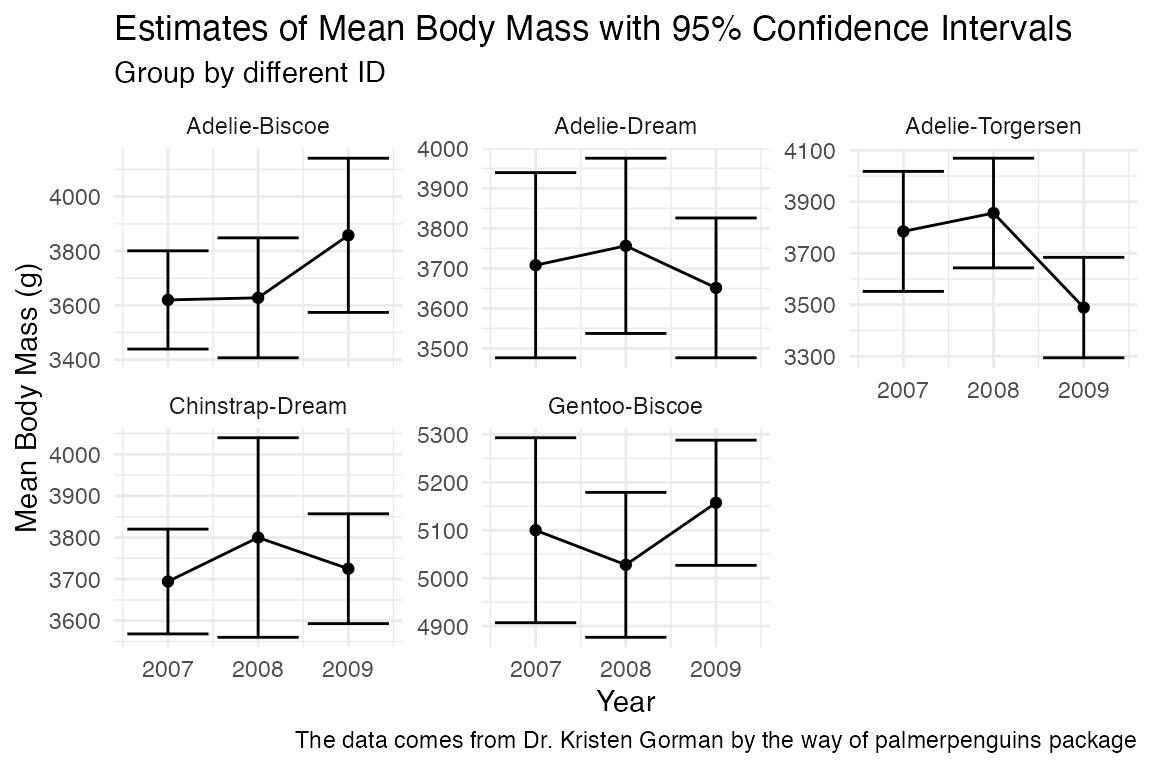 Estimates of Mean Body Mass with 95% Confidence Intervals
Group by different ID
Mean Body Mass (g)
Adelie-Biscoe
4000
3800
3600
3400
Adelie-Dream
4000
3900
3800
3700
3600
3500
Adelie-Torgersen
4100
3900
3700
3500
3300
2007 2008 2009
Chinstrap-Dream
4000
3900
3800
3700
3600
2007 2008 2009
Gentoo-Biscoe
5300
5200
5100
5000
4900
2007 2008 2009
Year
The data comes from Dr. Kristen Gorman by the way of palmerpenguins package